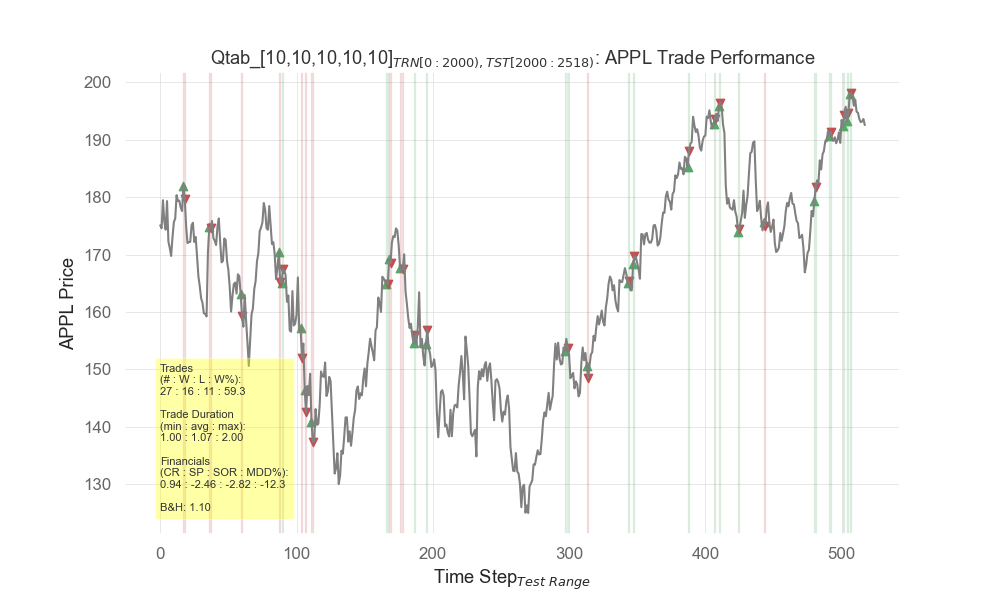 Qtab_[10,10,10,10,10]TRN[0 : 2000), TST[2000 : 2518) : APPL Trade Performance
200
190
180
170
160
150
140
130
APPL Price
Trades
(# : W : L : W%):
27 : 16 : 11 : 59.3
Trade Duration
(min : avg : max):
1.00 : 1.07 : 2.00
Financials
(CR : SP : SOR : MDD%):
0.94 : -2.46 : -2.82 : -12.3
B&H: 1.10
0 100 200 300 400 500
Time StepTest Range